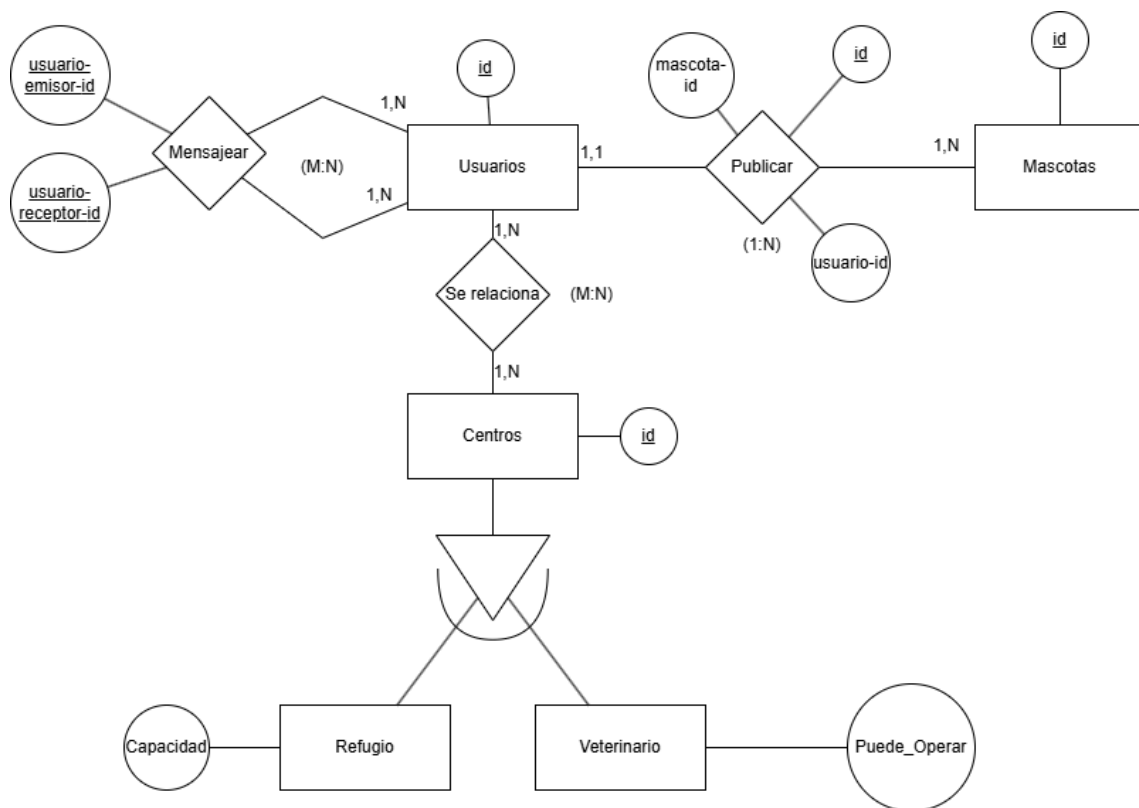 usuario-
emisor-id
id
mascota-
id
id
id
1,N
Mensajear
(M:N)
Usuarios
1,1
Publicar
1,N
Mascotas
usuario-
receptor-id
1,N
1,N
(1:N)
usuario-id
Se relaciona
(M:N)
1,N
Centros
id
Capacidad
Refugio
Veterinario
Puede_Operar